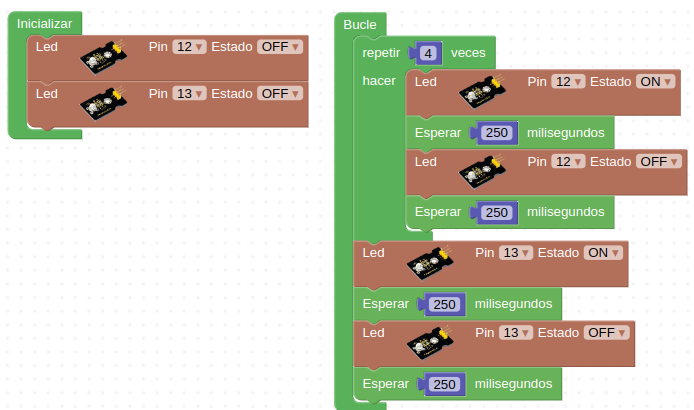 Inicializar
Led Pin 12 Estado OFF
Led Pin 13 Estado OFF
Bucle
repetir 4 veces
hacer Led Pin 12 Estado ON
Esperar 250 milisegundos
Led Pin 12 Estado OFF
Esperar 250 milisegundos
Led Pin 13 Estado ON
Esperar 250 milisegundos
Led Pin 13 Estado OFF
Esperar 250 milisegundos